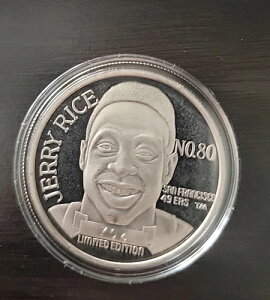 JERRY RICE
NO.80
SAN FRANCISCO
49 ERS TM
LIMITED EDITION